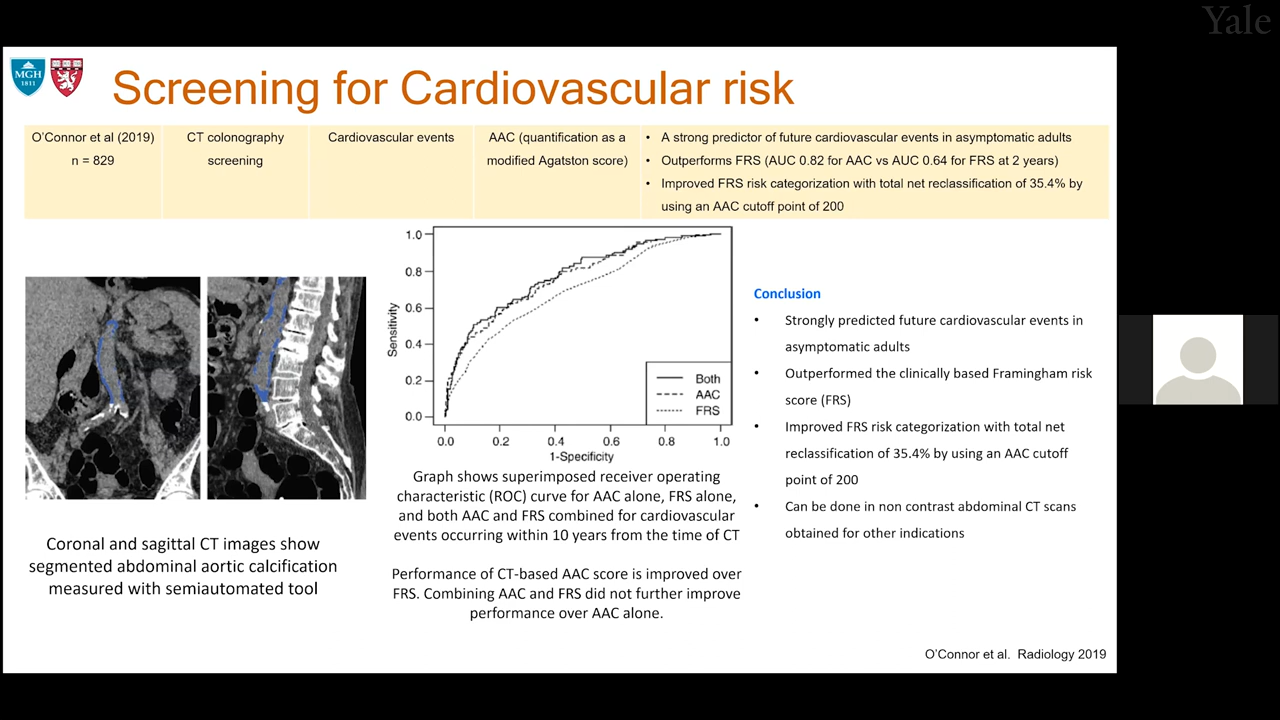 Yale
MGH
1811
Screening for Cardiovascular risk
O'Connor et al (2019)
n = 829
CT colonography
screening
Cardiovascular events
AAC (quantification as a
modified Agatston score)
• A strong predictor of future cardiovascular events in asymptomatic adults
• Outperforms FRS (AUC 0.82 for AAC vs AUC 0.64 for FRS at 2 years)
• Improved FRS risk categorization with total net reclassification of 35.4% by
using an AAC cutoff point of 200
Coronal and sagittal CT images show
segmented abdominal aortic calcification
measured with semiautomated tool
Sensitivity
1.0
0.8
0.6
0.4
0.2
0.0
Both
AAC
FRS
0.0 0.2 0.4 0.6 0.8 1.0
1-Specificity
Graph shows superimposed receiver operating
characteristic (ROC) curve for AAC alone, FRS alone,
and both AAC and FRS combined for cardiovascular
events occurring within 10 years from the time of CT
Performance of CT-based AAC score is improved over
FRS. Combining AAC and FRS did not further improve
performance over AAC alone.
Conclusion
• Strongly predicted future cardiovascular events in
asymptomatic adults
• Outperformed the clinically based Framingham risk
score (FRS)
• Improved FRS risk categorization with total net
reclassification of 35.4% by using an AAC cutoff
point of 200
• Can be done in non contrast abdominal CT scans
obtained for other indications
O'Connor et al. Radiology 2019